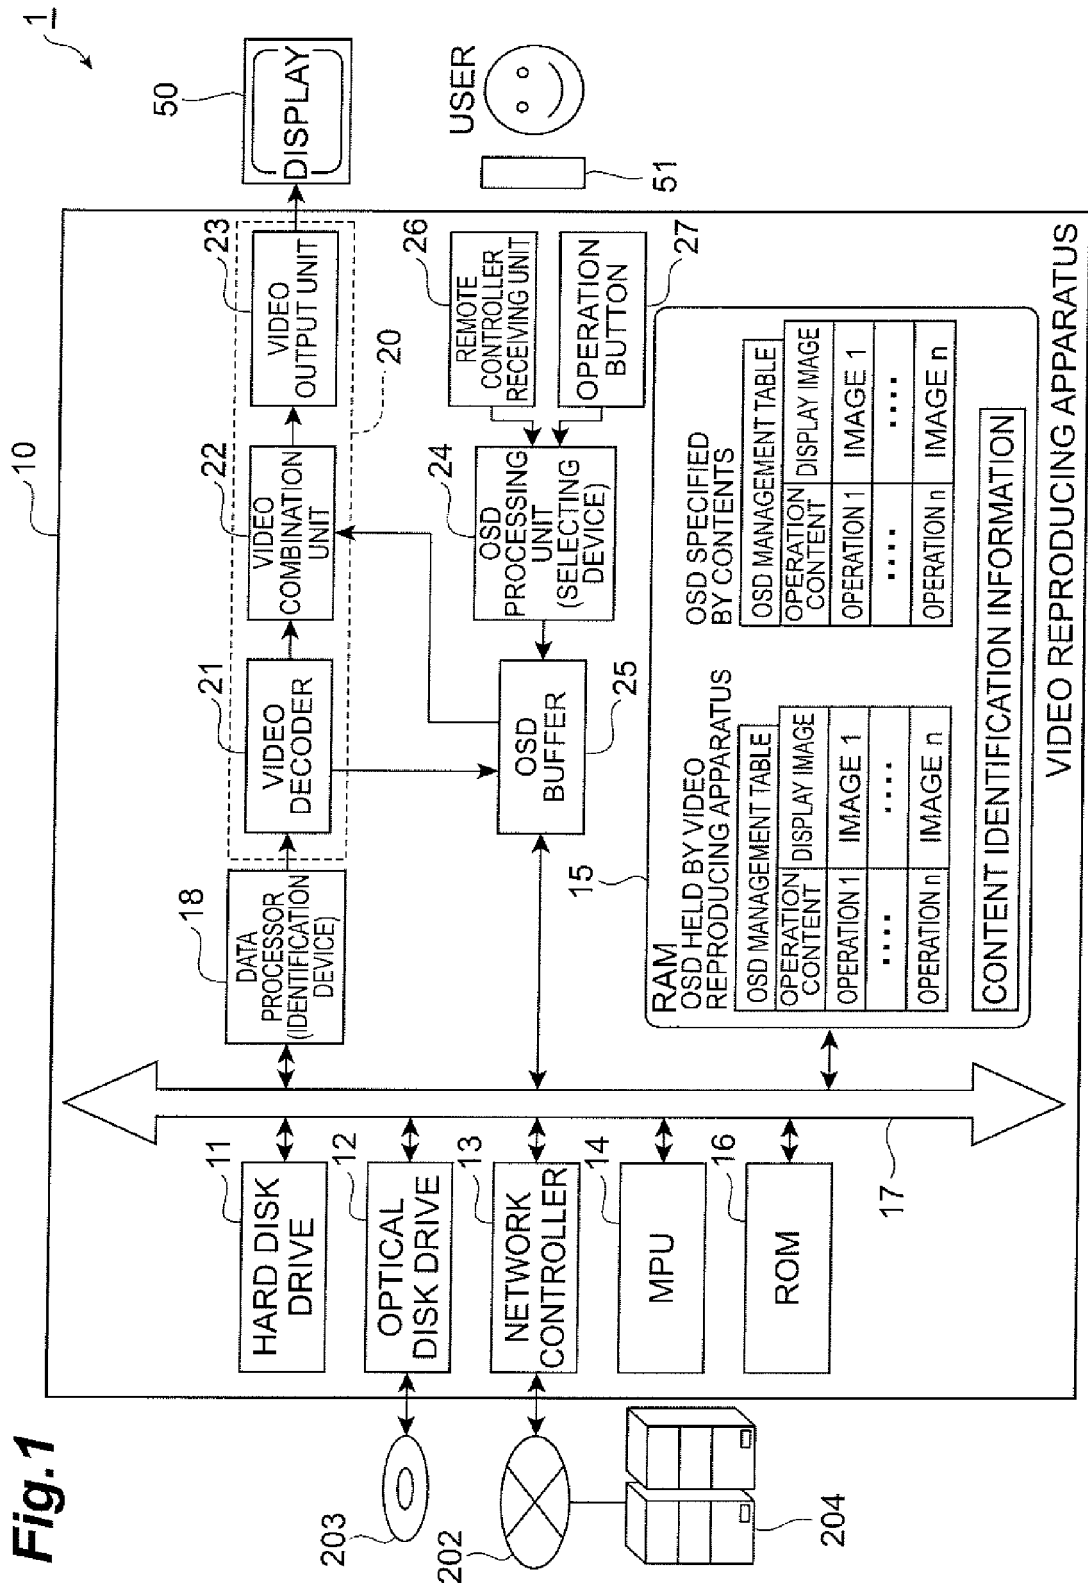 Fig.1
1
10
HARD DISK
DRIVE
11
OPTICAL
DISK DRIVE
12
NETWORK
CONTROLLER
13
MPU
14
ROM
16
17
203
202
204
DATA
PROCESSOR
(IDENTIFICATION
DEVICE)
18
VIDEO
DECODER
21
VIDEO
COMBINATION
UNIT
22
VIDEO
OUTPUT UNIT
23
20
DISPLAY
50
OSD
BUFFER
25
OSD
PROCESSING
UNIT
(SELECTING
DEVICE)
24
REMOTE
CONTROLLER
RECEIVING UNIT
26
OPERATION
BUTTON
27
USER
51
15
RAM
OSD HELD BY VIDEO
REPRODUCING APPARATUS
OSD MANAGEMENT TABLE
OPERATION
CONTENT
DISPLAY IMAGE
OPERATION 1
IMAGE 1
....
....
OPERATION n
IMAGE n
OSD SPECIFIED
BY CONTENTS
OSD MANAGEMENT TABLE
OPERATION
CONTENT
DISPLAY IMAGE
OPERATION 1
IMAGE 1
....
....
OPERATION n
IMAGE n
CONTENT IDENTIFICATION INFORMATION
VIDEO REPRODUCING APPARATUS